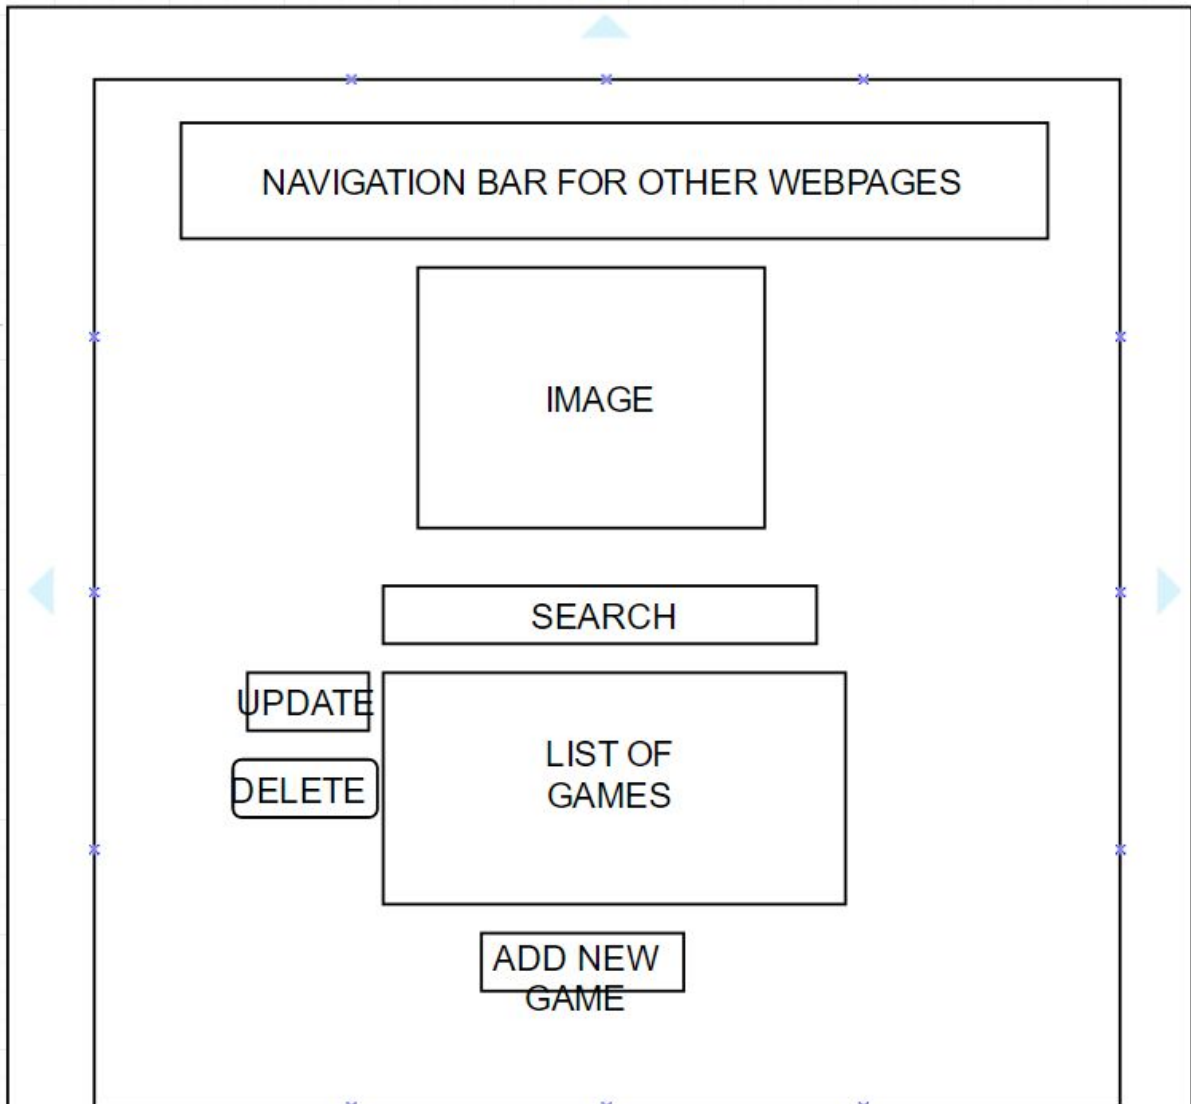 NAVIGATION BAR FOR OTHER WEBPAGES
IMAGE
SEARCH
UPDATE
DELETE
LIST OF
GAMES
ADD NEW
GAME